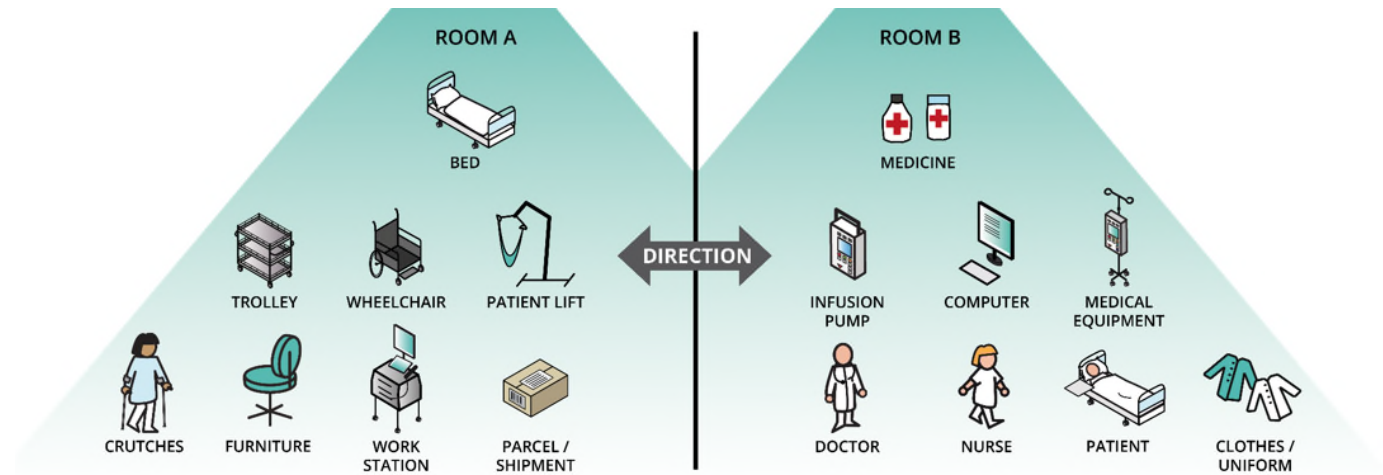 ROOM A
ROOM B
BED
MEDICINE
DIRECTION
TROLLEY
WHEELCHAIR
PATIENT LIFT
INFUSION
PUMP
COMPUTER
MEDICAL
EQUIPMENT
CRUTCHES
FURNITURE
WORK
STATION
PARCEL /
SHIPMENT
DOCTOR
NURSE
PATIENT
CLOTHES /
UNIFORM